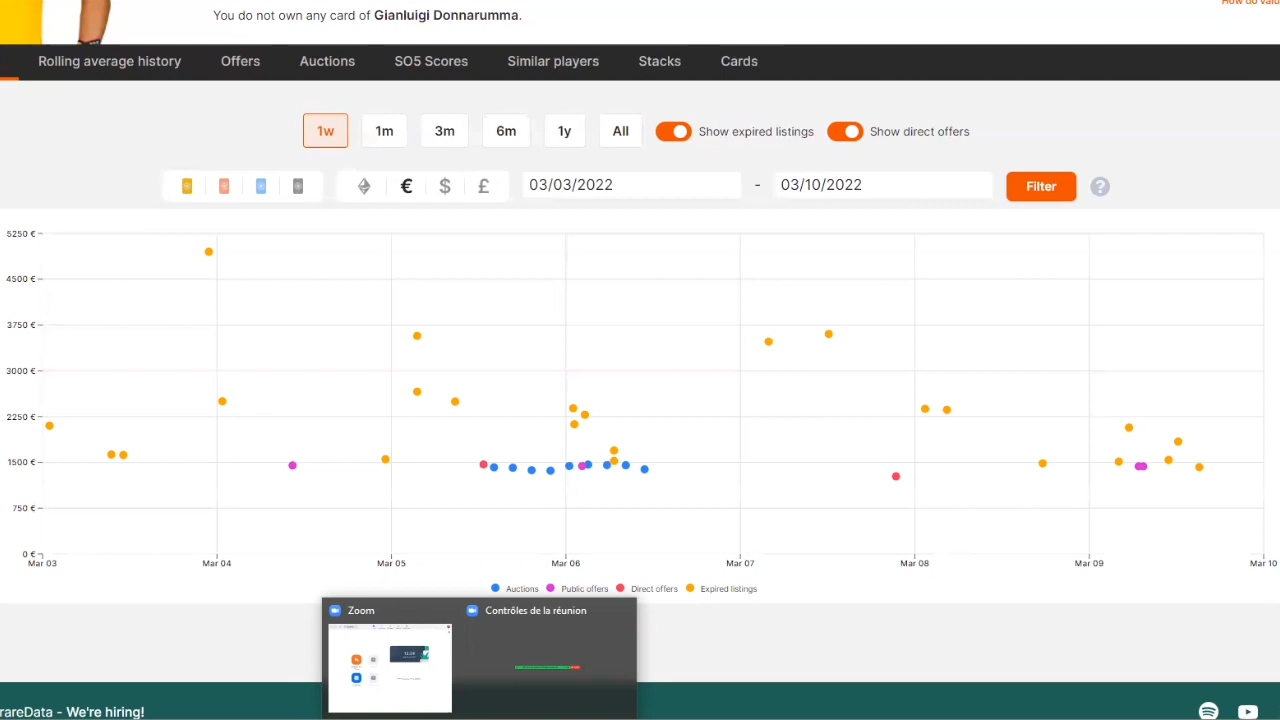 How do valu
You do not own any card of Gianluigi Donnarumma.
Rolling average history Offers Auctions SO5 Scores Similar players Stacks Cards
1w 1m 3m 6m 1y All Show expired listings Show direct offers
€ $ £ 03/03/2022 - 03/10/2022 Filter ?
5250 €
4500 €
3750 €
3000 €
2250 €
1500 €
750 €
0 €
Mar 03 Mar 04 Mar 05 Mar 06 Mar 07 Mar 08 Mar 09 Mar 10
Auctions Public offers Direct offers Expired listings
Zoom Contrôles de la réunion
rareData - We're hiring!